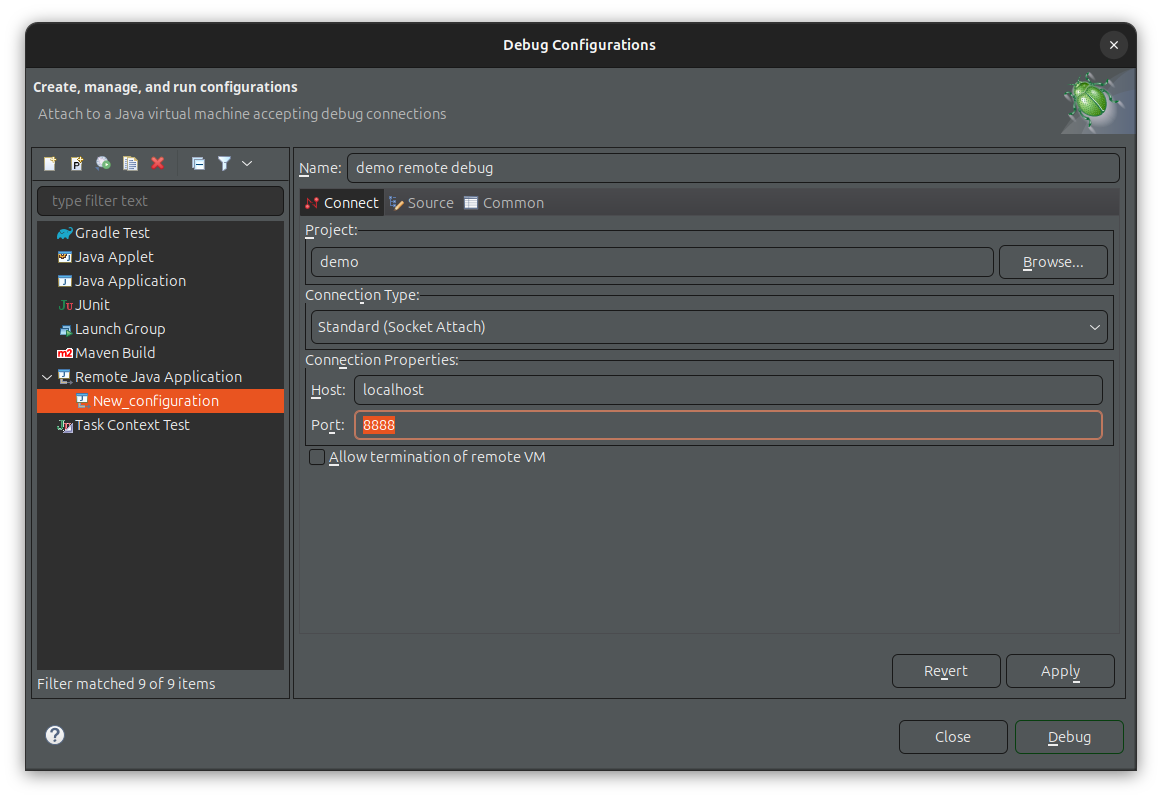 Debug Configurations
Create, manage, and run configurations
Attach to a Java virtual machine accepting debug connections
type filter text
Gradle Test
Java Applet
Java Application
JUnit
Launch Group
Maven Build
Remote Java Application
New_configuration
Task Context Test
Filter matched 9 of 9 items
Name: demo remote debug
Connect Source Common
Project:
demo Browse...
Connection Type:
Standard (Socket Attach)
Connection Properties:
Host: localhost
Port: 8888
Allow termination of remote VM
Revert Apply
Close Debug